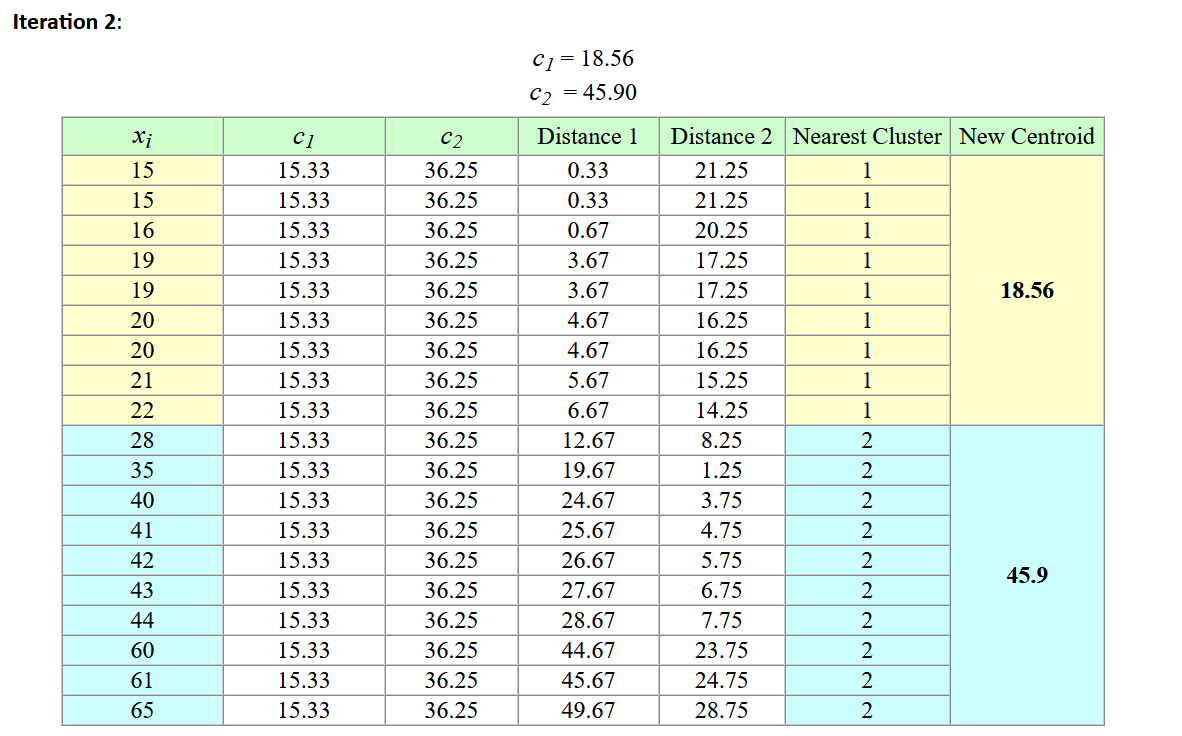 Iteration 2:
c1 = 18.56
c2 = 45.90
xi c1 c2 Distance 1 Distance 2 Nearest Cluster New Centroid
15 15.33 36.25 0.33 21.25 1
15 15.33 36.25 0.33 21.25 1
16 15.33 36.25 0.67 20.25 1
19 15.33 36.25 3.67 17.25 1
19 15.33 36.25 3.67 17.25 1 18.56
20 15.33 36.25 4.67 16.25 1
20 15.33 36.25 4.67 16.25 1
21 15.33 36.25 5.67 15.25 1
22 15.33 36.25 6.67 14.25 1
28 15.33 36.25 12.67 8.25 2
35 15.33 36.25 19.67 1.25 2
40 15.33 36.25 24.67 3.75 2
41 15.33 36.25 25.67 4.75 2
42 15.33 36.25 26.67 5.75 2
43 15.33 36.25 27.67 6.75 2 45.9
44 15.33 36.25 28.67 7.75 2
60 15.33 36.25 44.67 23.75 2
61 15.33 36.25 45.67 24.75 2
65 15.33 36.25 49.67 28.75 2